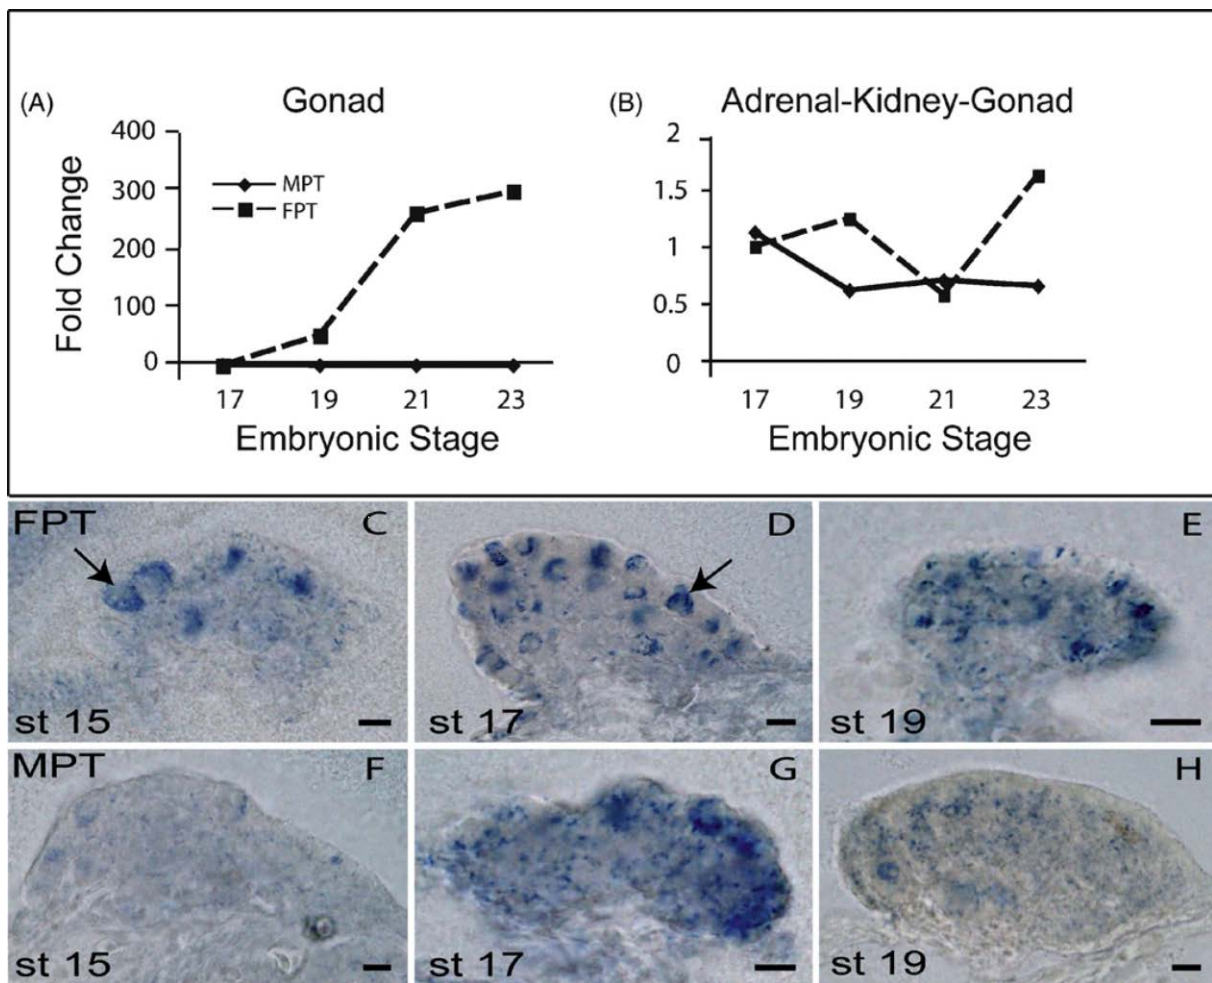 (A) Gonad
400
300
200
100
0
Fold Change
MPT
FPT
17 19 21 23
Embryonic Stage
(B) Adrenal-Kidney-Gonad
2
1.5
1
0.5
0
17 19 21 23
Embryonic Stage
FPT C
st 15
D
st 17
E
st 19
MPT F
st 15
G
st 17
H
st 19